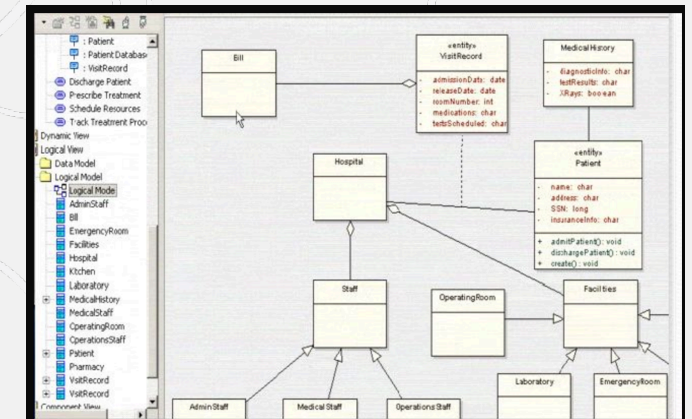 : Patient
: Patient Databas
: VisitRecord
Discharge Patient
Prescribe Treatment
Schedule Resources
Track Treatment Proc
Dynamic View
Logical View
Data Model
Logical Model
Logical Mode
AdminStaff
Bill
EmergencyRoom
Facilities
Hospital
Kitchen
Laboratory
MedicalHistory
MedicalStaff
OperatingRoom
OperationsStaff
Patient
Pharmacy
VisitRecord
VisitRecord
Component View
Bill
«entity»
VisitRecord
- admissionDate: date
- releaseDate: date
- roomNumber: int
- medications: char
- testsScheduled: char
MedicalHistory
- diagnosticInfo: char
- testResults: char
- XRays: boolean
Hospital
«entity»
Patient
- name: char
- address: char
- SSN: long
- insuranceInfo: char
+ admitPatient() : void
+ dischargePatient() : void
+ create() : void
Staff
OperatingRoom
Facilities
Laboratory
EmergencyRoom
AdminStaff
MedicalStaff
OperationsStaff